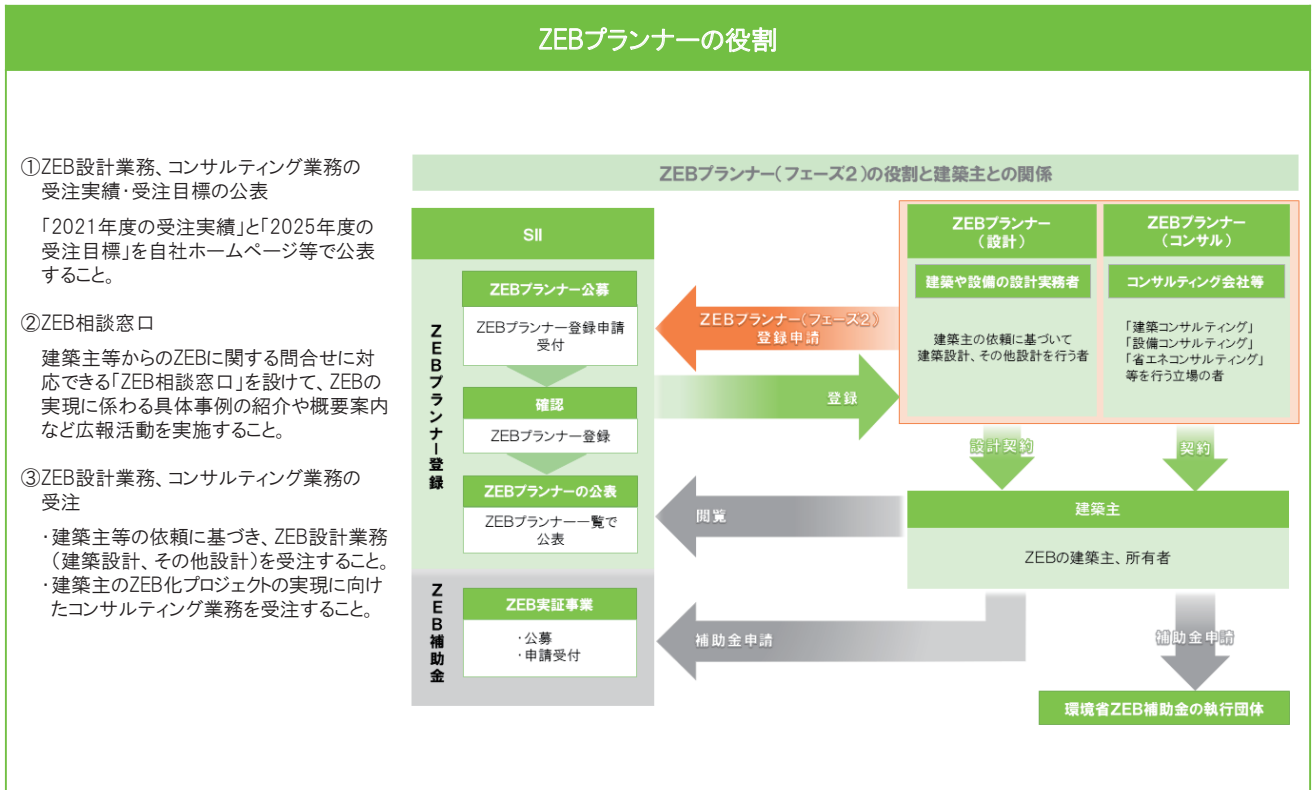 ZEBプランナーの役割
①ZEB設計業務、コンサルティング業務の
受注実績・受注目標の公表
「2021年度の受注実績」と「2025年度の
受注目標」を自社ホームページ等で公表
すること。
②ZEB相談窓口
建築主等からのZEBに関する問合せに対
応できる「ZEB相談窓口」を設けて、ZEBの
実現に係わる具体事例の紹介や概要案内
など広報活動を実施すること。
③ZEB設計業務、コンサルティング業務の
受注
・建築主等の依頼に基づき、ZEB設計業務
（建築設計、その他設計）を受注すること。
・建築主のZEB化プロジェクトの実現に向け
たコンサルティング業務を受注すること。
ZEBプランナー（フェーズ2）の役割と建築主との関係
SII
ZEBプランナー登録
ZEBプランナー公募
ZEBプランナー登録申請
受付
確認
ZEBプランナー登録
ZEBプランナーの公表
ZEBプランナー一覧で
公表
ZEB補助金
ZEB実証事業
・公募
・申請受付
ZEBプランナー（フェーズ2）
登録申請
登録
閲覧
補助金申請
ZEBプランナー
（設計）
建築や設備の設計実務者
建築主の依頼に基づいて
建築設計、その他設計を行う者
ZEBプランナー
（コンサル）
コンサルティング会社等
「建築コンサルティング」
「設備コンサルティング」
「省エネコンサルティング」
等を行う立場の者
設計契約
契約
建築主
ZEBの建築主、所有者
補助金申請
環境省ZEB補助金の執行団体